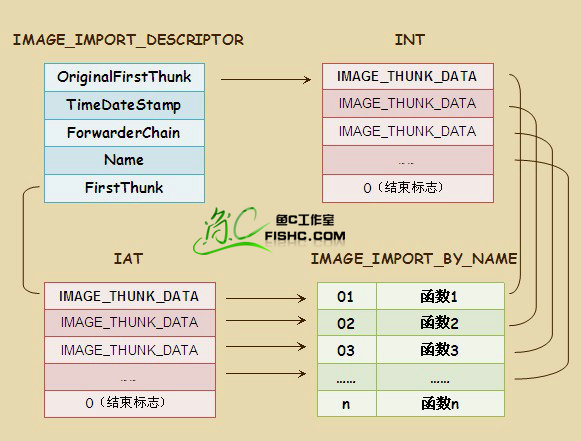 IMAGE_IMPORT_DESCRIPTOR
INT
OriginalFirstThunk
TimeDateStamp
ForwarderChain
Name
FirstThunk
IMAGE_THUNK_DATA
IMAGE_THUNK_DATA
IMAGE_THUNK_DATA
……
0（结束标志）
鱼C工作室
FISHC.COM
IAT
IMAGE_IMPORT_BY_NAME
IMAGE_THUNK_DATA
IMAGE_THUNK_DATA
IMAGE_THUNK_DATA
……
0（结束标志）
01 函数1
02 函数2
03 函数3
…… ……
n 函数n